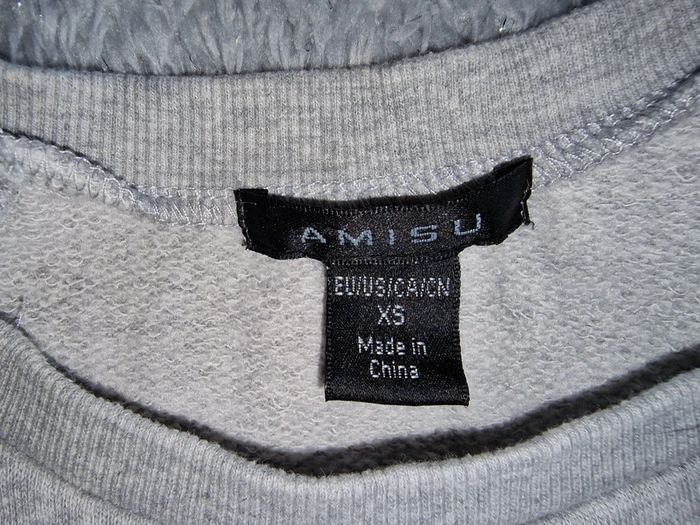 AMISU
EU/US/CA/CN
XS
Made in
China